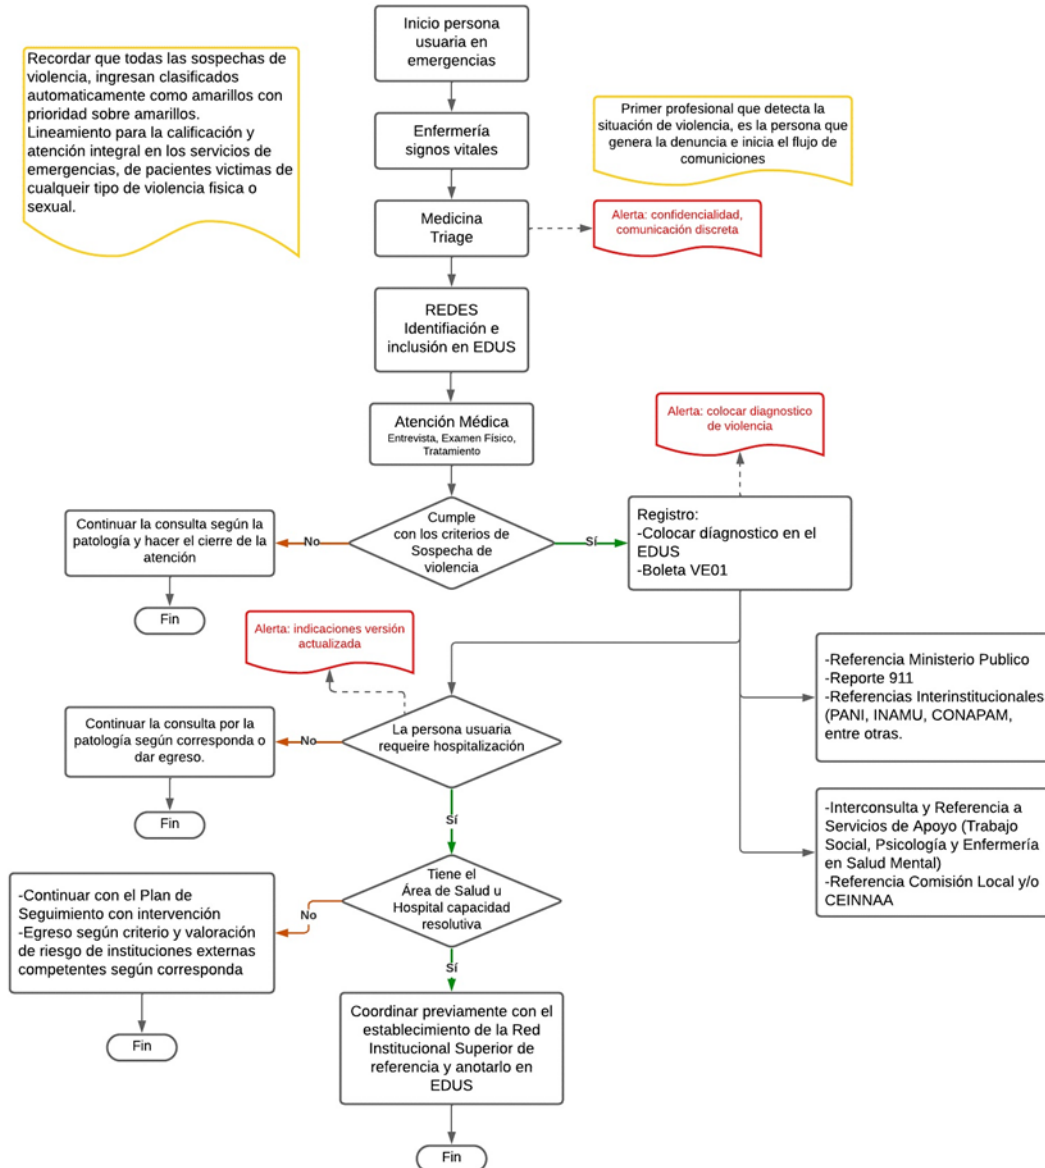 Inicio persona
usuaria en
emergencias
Recordar que todas las sospechas de
violencia, ingresan clasificados
automaticamente como amarillos con
prioridad sobre amarillos.
Lineamiento para la calificación y
atención integral en los servicios de
emergencias, de pacientes victimas de
cualqueir tipo de violencia fisica o
sexual.
Primer profesional que detecta la
situación de violencia, es la persona que
genera la denuncia e inicia el flujo de
comuniciones
Enfermería
signos vitales
Medicina
Triage
Alerta: confidencialidad,
comunicación discreta
REDES
Identifiación e
inclusión en EDUS
Atención Médica
Entrevista, Examen Físico,
Tratamiento
Alerta: colocar diagnostico
de violencia
Cumple
con los criterios de
Sospecha de
violencia
No
Sí
Continuar la consulta según la
patología y hacer el cierre de la
atención
Fin
Registro:
-Colocar díagnostico en el
EDUS
-Boleta VE01
Alerta: indicaciones versión
actualizada
-Referencia Ministerio Publico
-Reporte 911
-Referencias Interinstitucionales
(PANI, INAMU, CONAPAM,
entre otras.
La persona usuaria
requeire hospitalización
No
Continuar la consulta por la
patología según corresponda o
dar egreso.
Fin
Sí
-Interconsulta y Referencia a
Servicios de Apoyo (Trabajo
Social, Psicología y Enfermería
en Salud Mental)
-Referencia Comisión Local y/o
CEINNAA
Tiene el
Área de Salud u
Hospital capacidad
resolutiva
No
-Continuar con el Plan de
Seguimiento con intervención
-Egreso según criterio y valoración
de riesgo de instituciones externas
competentes según corresponda
Fin
Sí
Coordinar previamente con el
establecimiento de la Red
Institucional Superior de
referencia y anotarlo en
EDUS
Fin